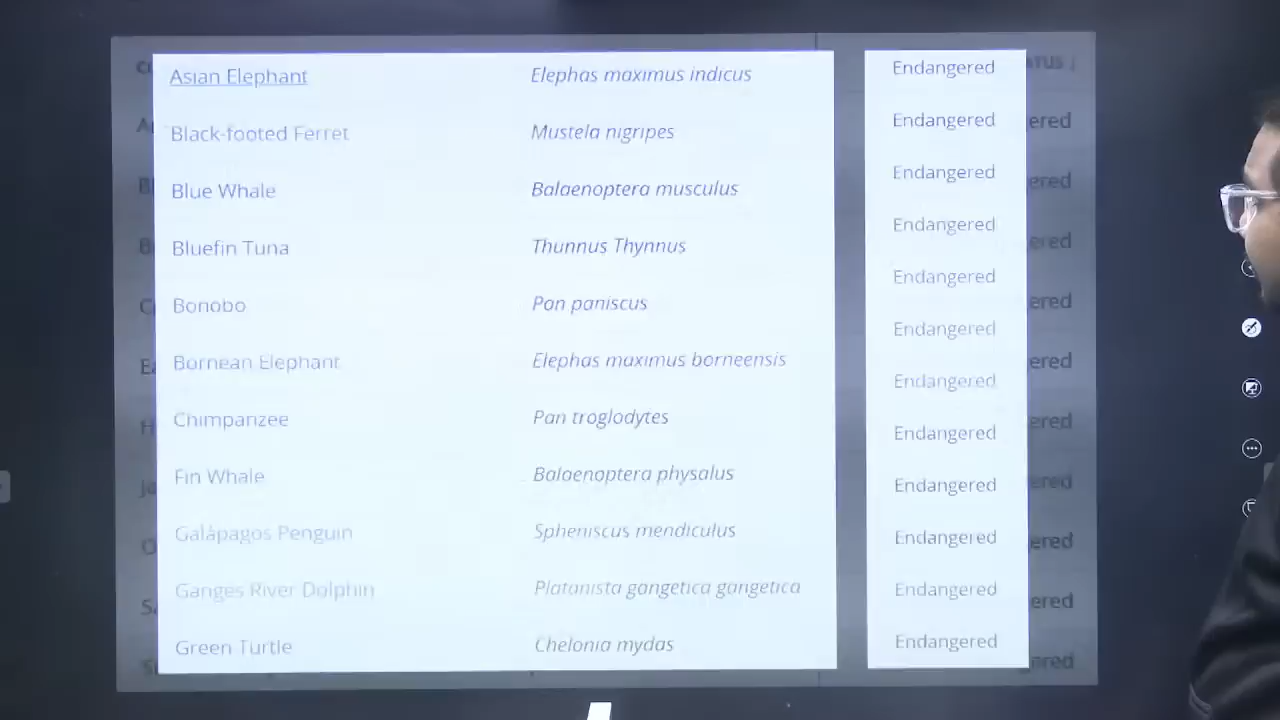 Asian Elephant Elephas maximus indicus Endangered
Black-footed Ferret Mustela nigripes Endangered
Blue Whale Balaenoptera musculus Endangered
Bluefin Tuna Thunnus Thynnus Endangered
Bonobo Pan paniscus Endangered
Bornean Elephant Elephas maximus borneensis Endangered
Chimpanzee Pan troglodytes Endangered
Fin Whale Balaenoptera physalus Endangered
Galápagos Penguin Spheniscus mendiculus Endangered
Ganges River Dolphin Platanista gangetica gangetica Endangered
Green Turtle Chelonia mydas Endangered
Endangered